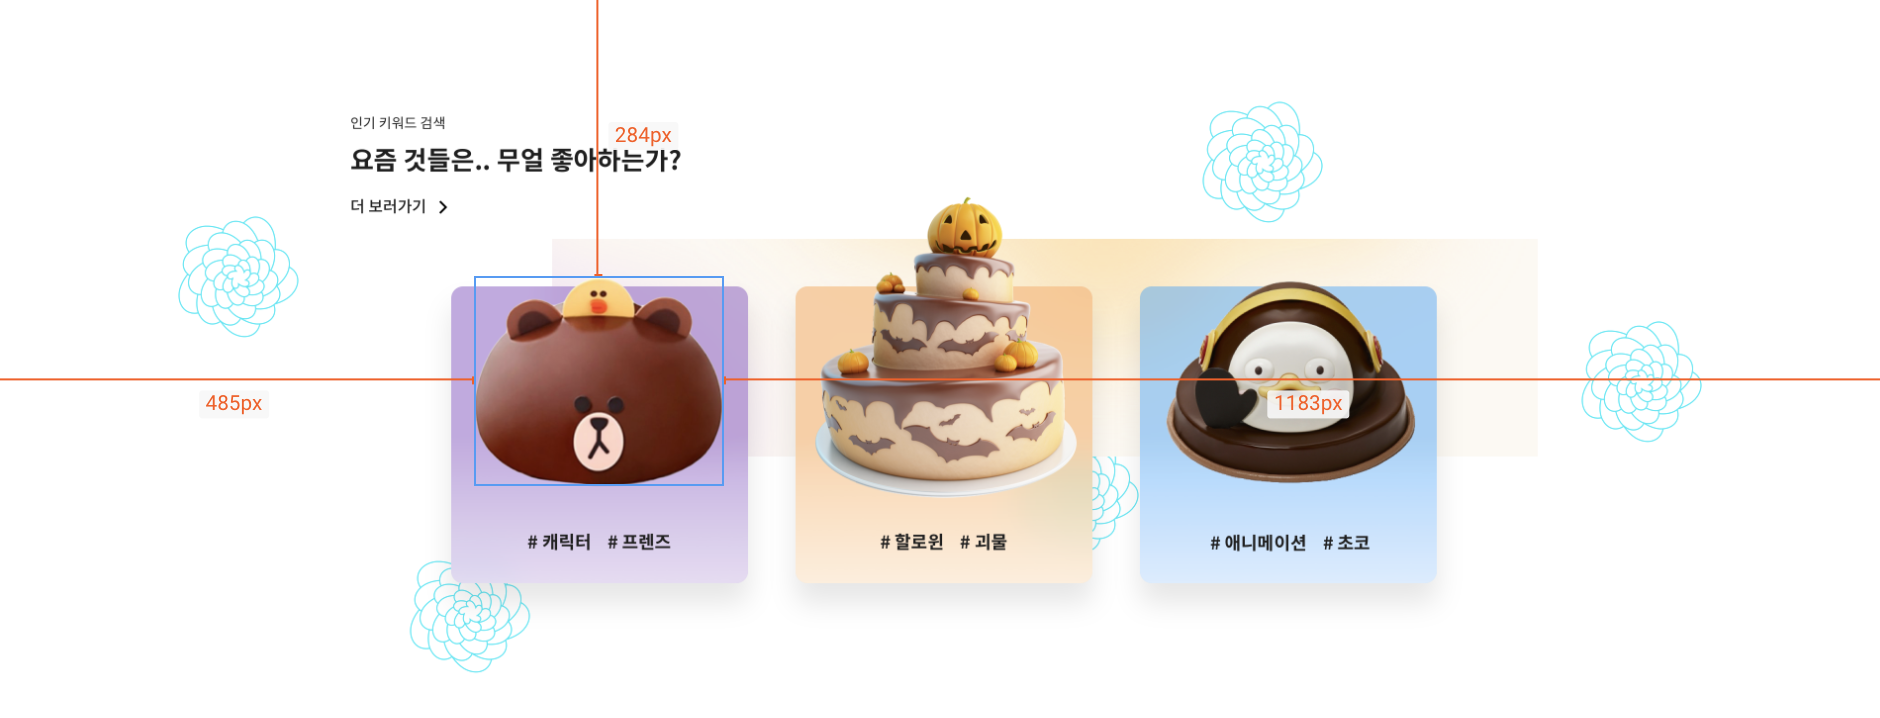 인기 키워드 검색
284px
요즘 것들은.. 무얼 좋아하는가?
더 보러가기
485px
1183px
# 캐릭터 # 프렌즈
# 할로윈 # 괴물
# 애니메이션 # 초코